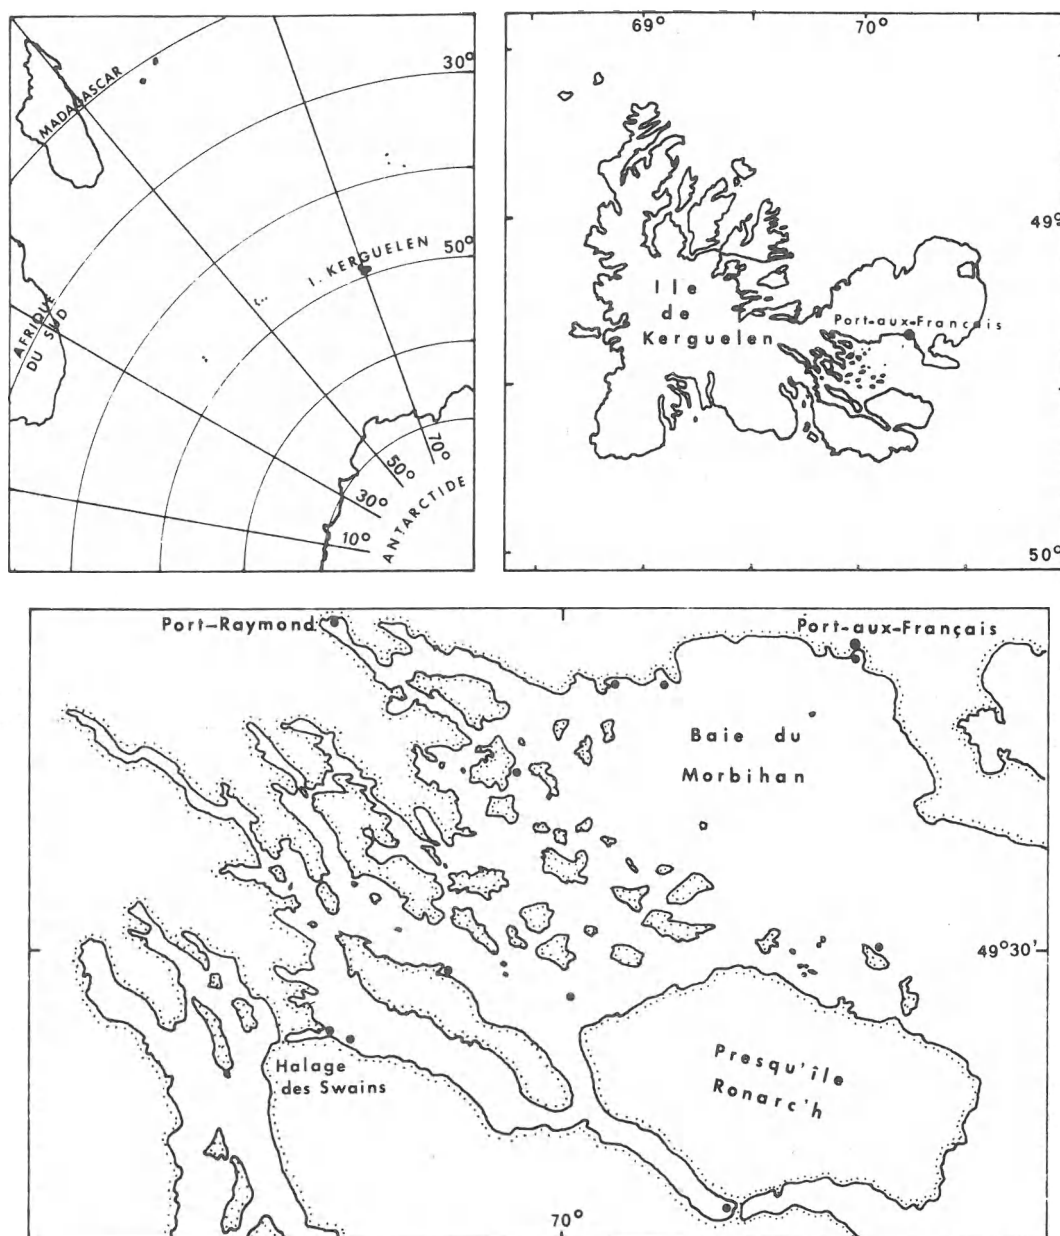 MADAGASCAR
30°
I. KERGUELEN
50°
AFRIQUE
DU SUD
70°
50°
30°
10°
ANTARCTIDE
69°
70°
49°
Ile
de
Kerguelen
Port-aux-Français
50°
Port-Raymond
Port-aux-Français
Baie du
Morbihan
49°30'
Halage
des Swains
Presqu'île
Ronarc'h
70°